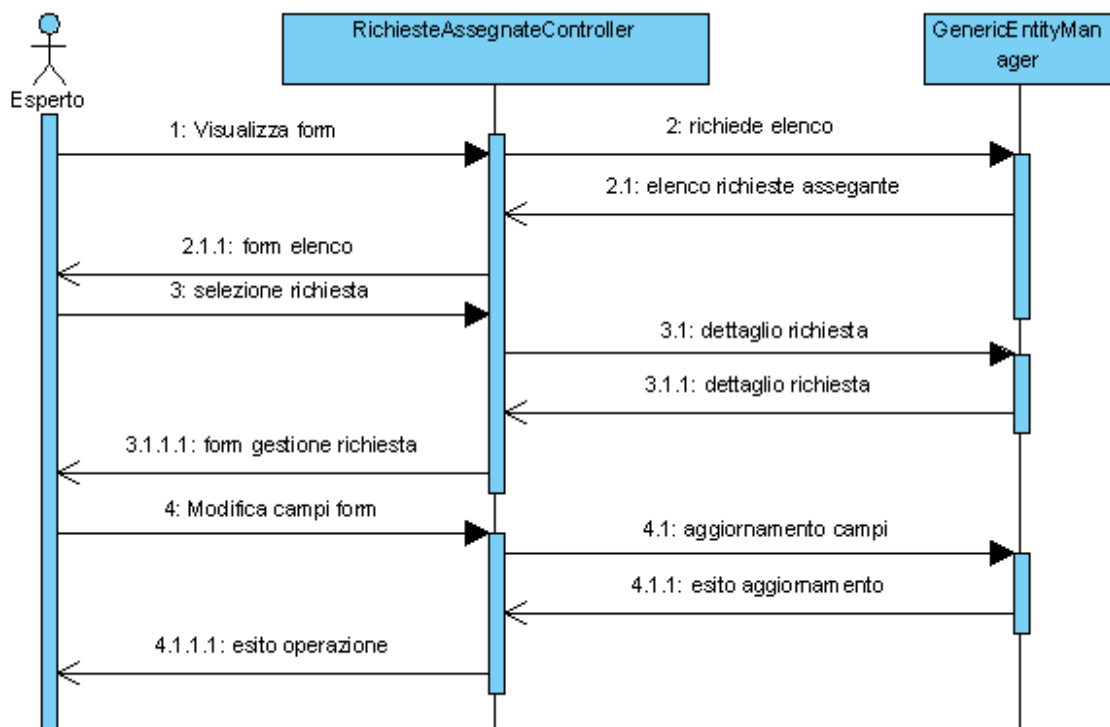 RichiesteAssegnateController
GenericEntityMan
ager
Esperto
1: Visualizza form
2: richiede elenco
2.1: elenco richieste assegante
2.1.1: form elenco
3: selezione richiesta
3.1: dettaglio richiesta
3.1.1: dettaglio richiesta
3.1.1.1: form gestione richiesta
4: Modifica campi form
4.1: aggiornamento campi
4.1.1: esito aggiornamento
4.1.1.1: esito operazione